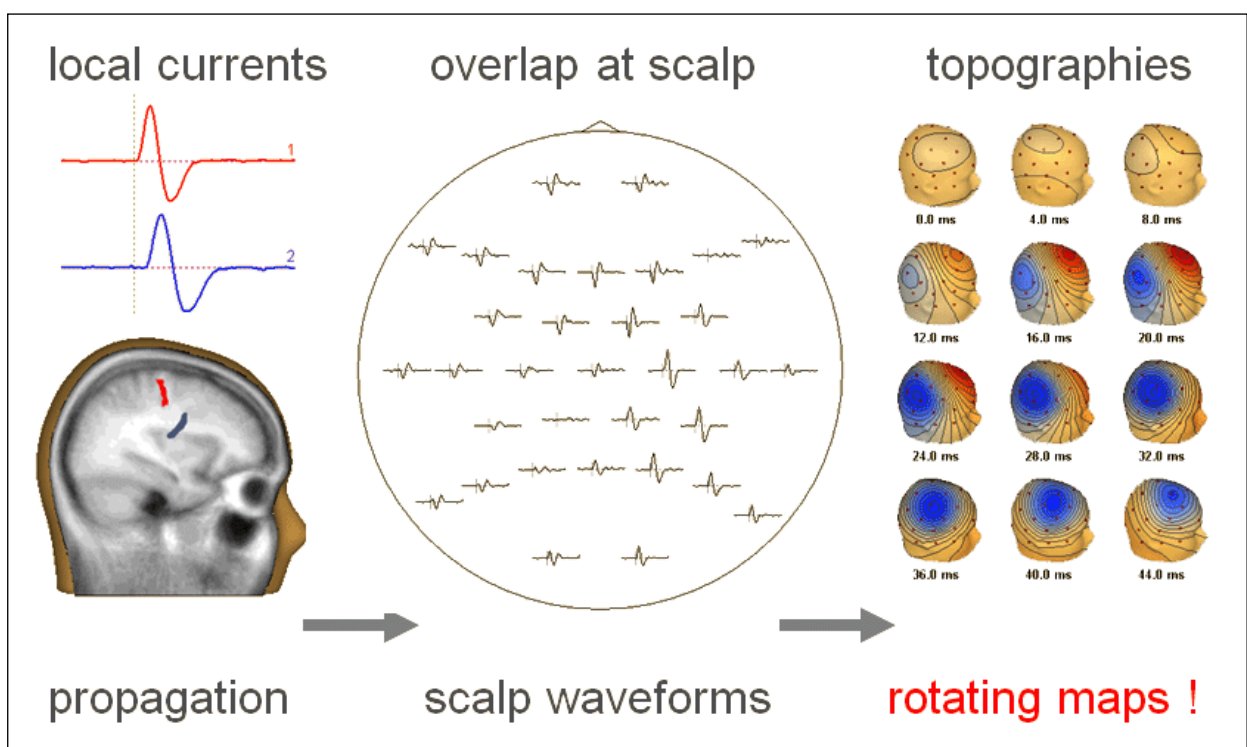 local currents
overlap at scalp
topographies
1
2
0.0 ms 4.0 ms 8.0 ms
12.0 ms 16.0 ms 20.0 ms
24.0 ms 28.0 ms 32.0 ms
36.0 ms 40.0 ms 44.0 ms
propagation
scalp waveforms
rotating maps !